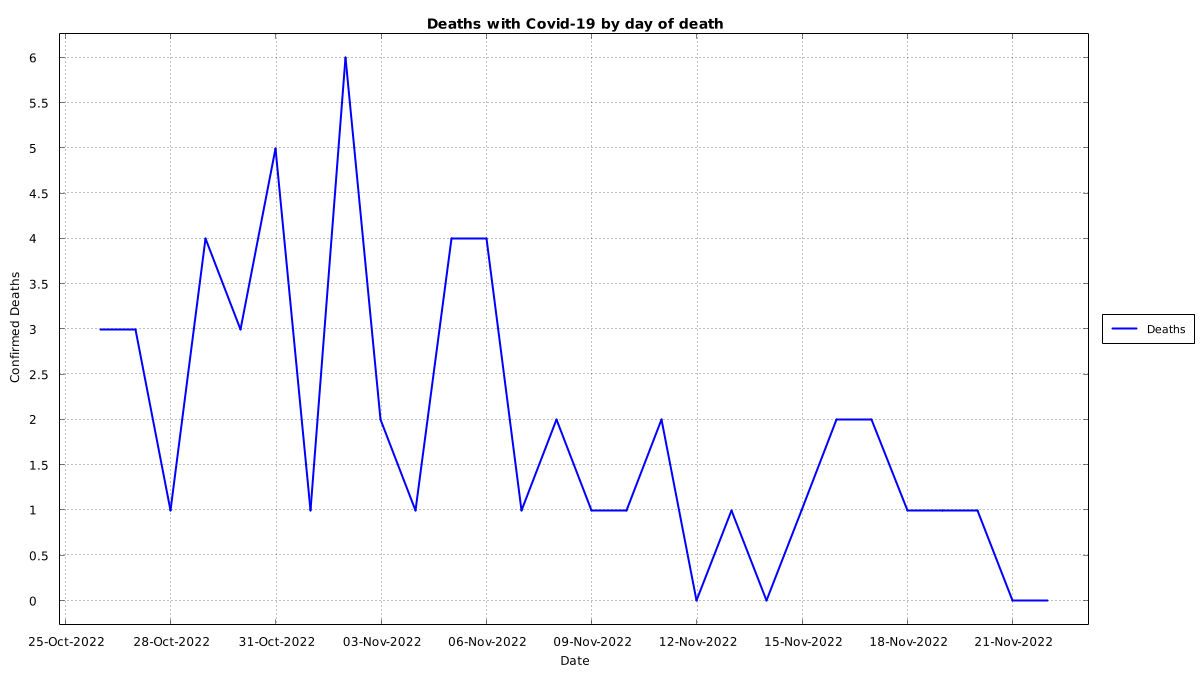 Deaths with Covid-19 by day of death
6
5.5
5
4.5
4
3.5
3
2.5
2
1.5
1
0.5
0
Confirmed Deaths
25-Oct-2022 28-Oct-2022 31-Oct-2022 03-Nov-2022 06-Nov-2022 09-Nov-2022 12-Nov-2022 15-Nov-2022 18-Nov-2022 21-Nov-2022
Date
Deaths